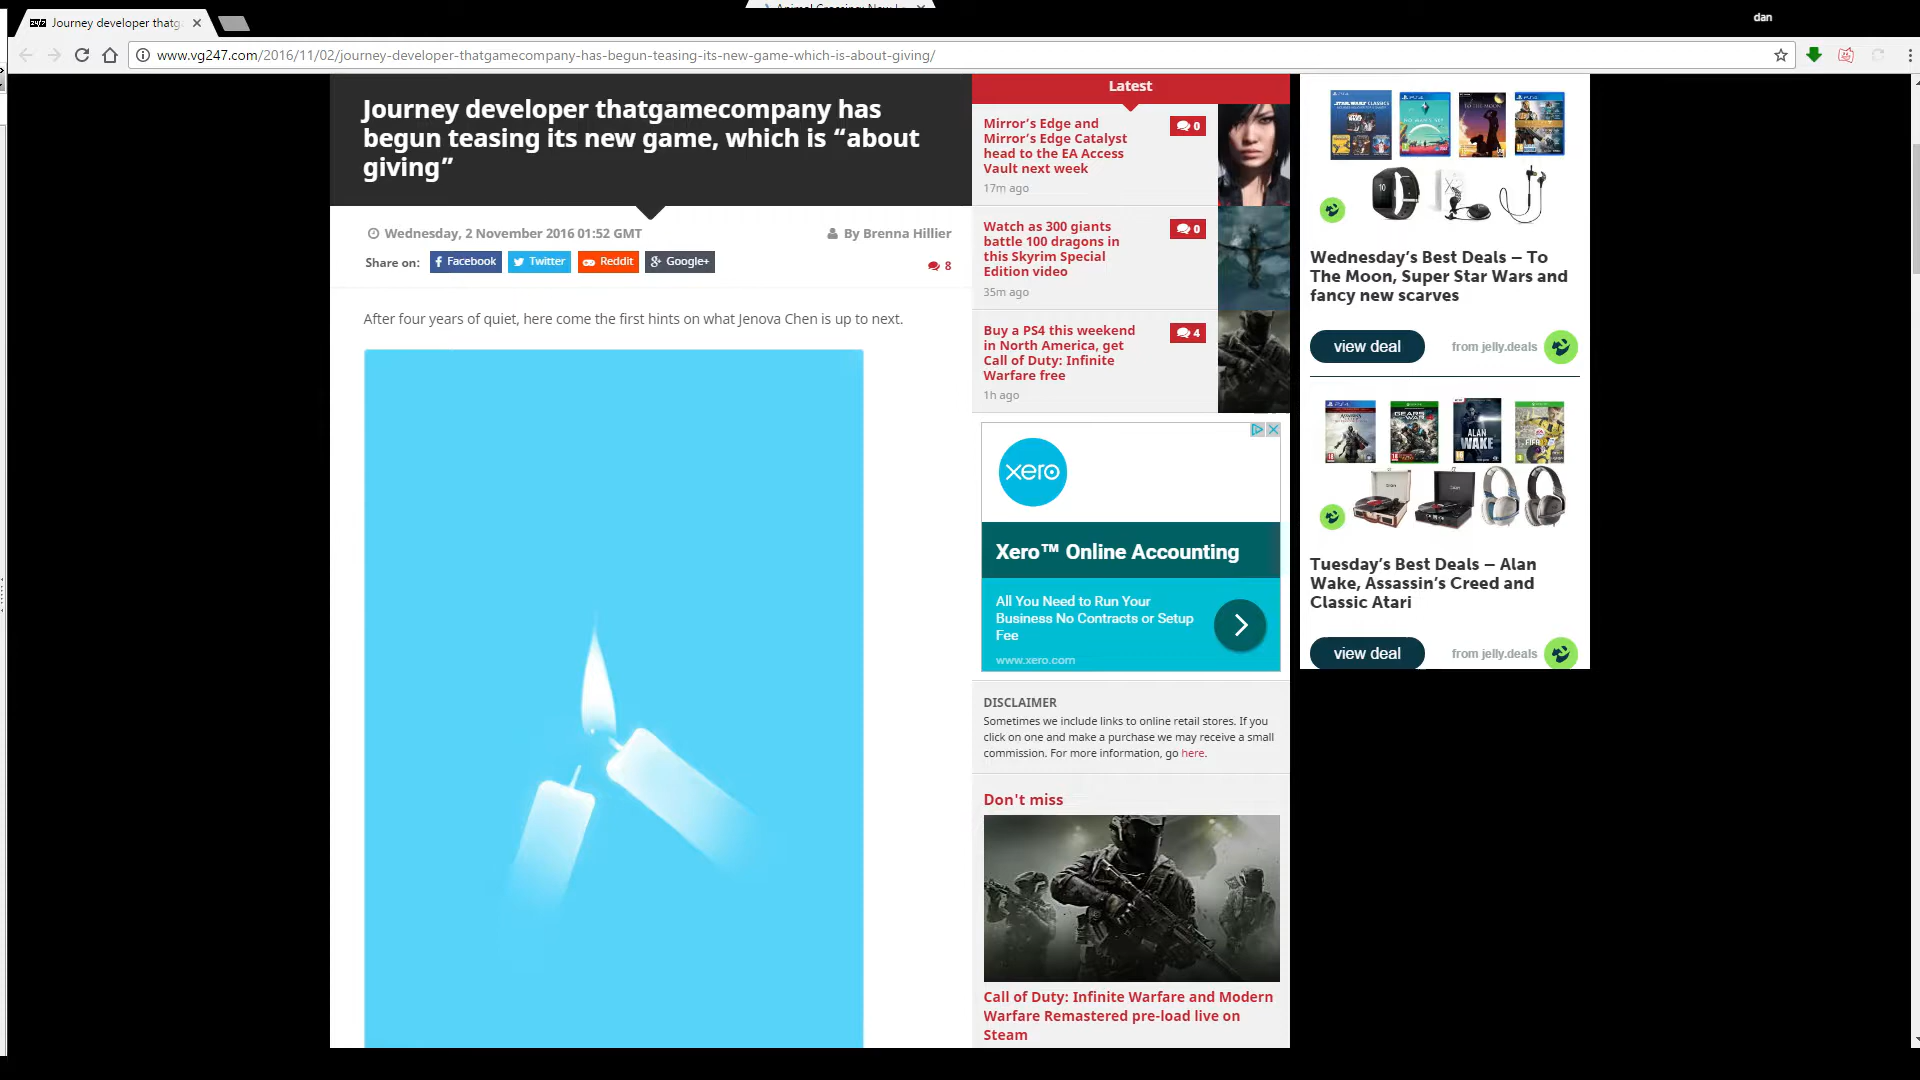 dan
Journey developer thatg
www.vg247.com/2016/11/02/journey-developer-thatgamecompany-has-begun-teasing-its-new-game-which-is-about-giving/
Journey developer thatgamecompany has
begun teasing its new game, which is “about
giving”
Wednesday, 2 November 2016 01:52 GMT
By Brenna Hillier
Share on:
Facebook
Twitter
Reddit
Google+
8
After four years of quiet, here come the first hints on what Jenova Chen is up to next.
Latest
Mirror’s Edge and
Mirror’s Edge Catalyst
head to the EA Access
Vault next week
0
17m ago
Watch as 300 giants
battle 100 dragons in
this Skyrim Special
Edition video
0
35m ago
Buy a PS4 this weekend
in North America, get
Call of Duty: Infinite
Warfare free
4
1h ago
xero
Xero™ Online Accounting
All You Need to Run Your
Business No Contracts or Setup
Fee
www.xero.com
DISCLAIMER
Sometimes we include links to online retail stores. If you
click on one and make a purchase we may receive a small
commission. For more information, go here.
Don't miss
Call of Duty: Infinite Warfare and Modern
Warfare Remastered pre-load live on
Steam
Wednesday’s Best Deals – To
The Moon, Super Star Wars and
fancy new scarves
view deal
from jelly.deals
ALAN
WAKE
Tuesday’s Best Deals – Alan
Wake, Assassin’s Creed and
Classic Atari
view deal
from jelly.deals